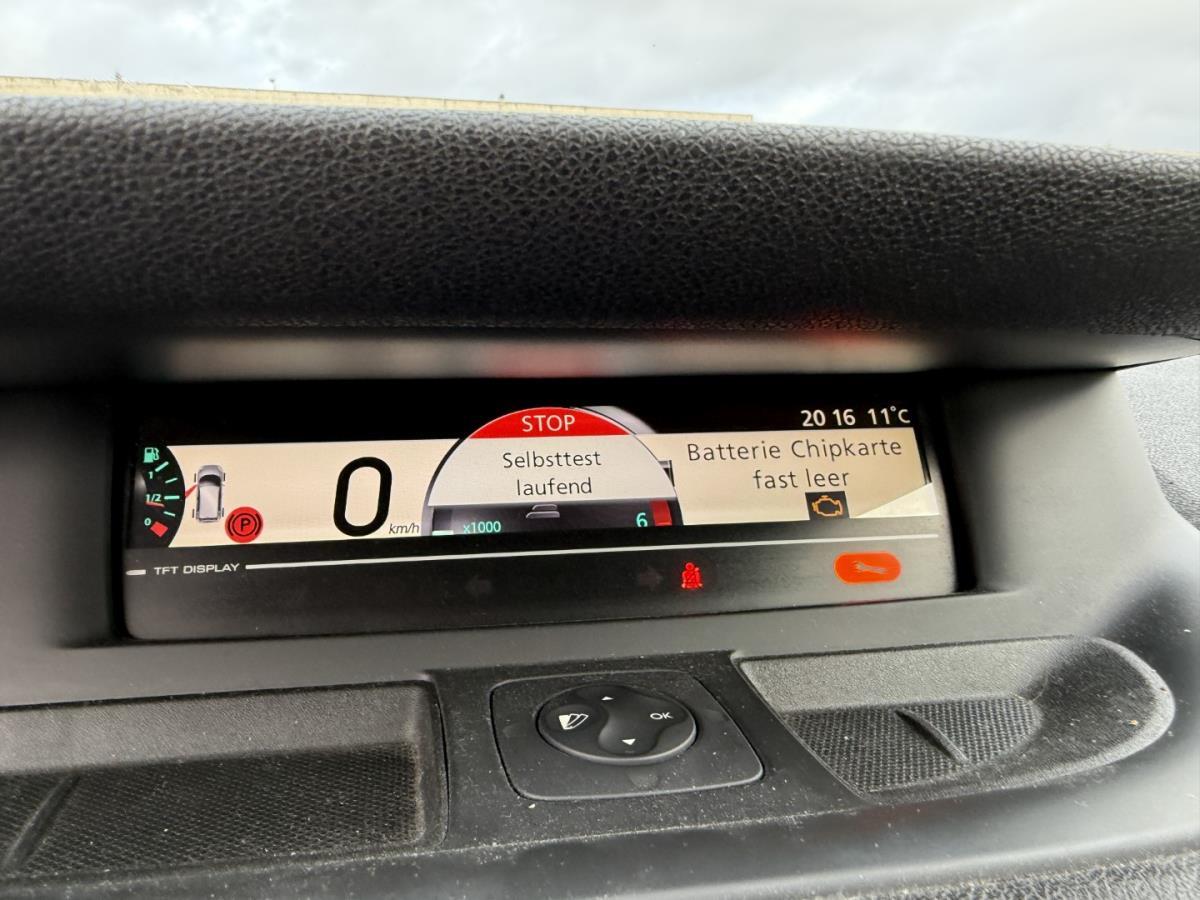 STOP
20 16 11°C
Selbsttest
laufend
Batterie Chipkarte
fast leer
1
1/2
0
P
0
km/h
x1000
6
TFT DISPLAY
OK